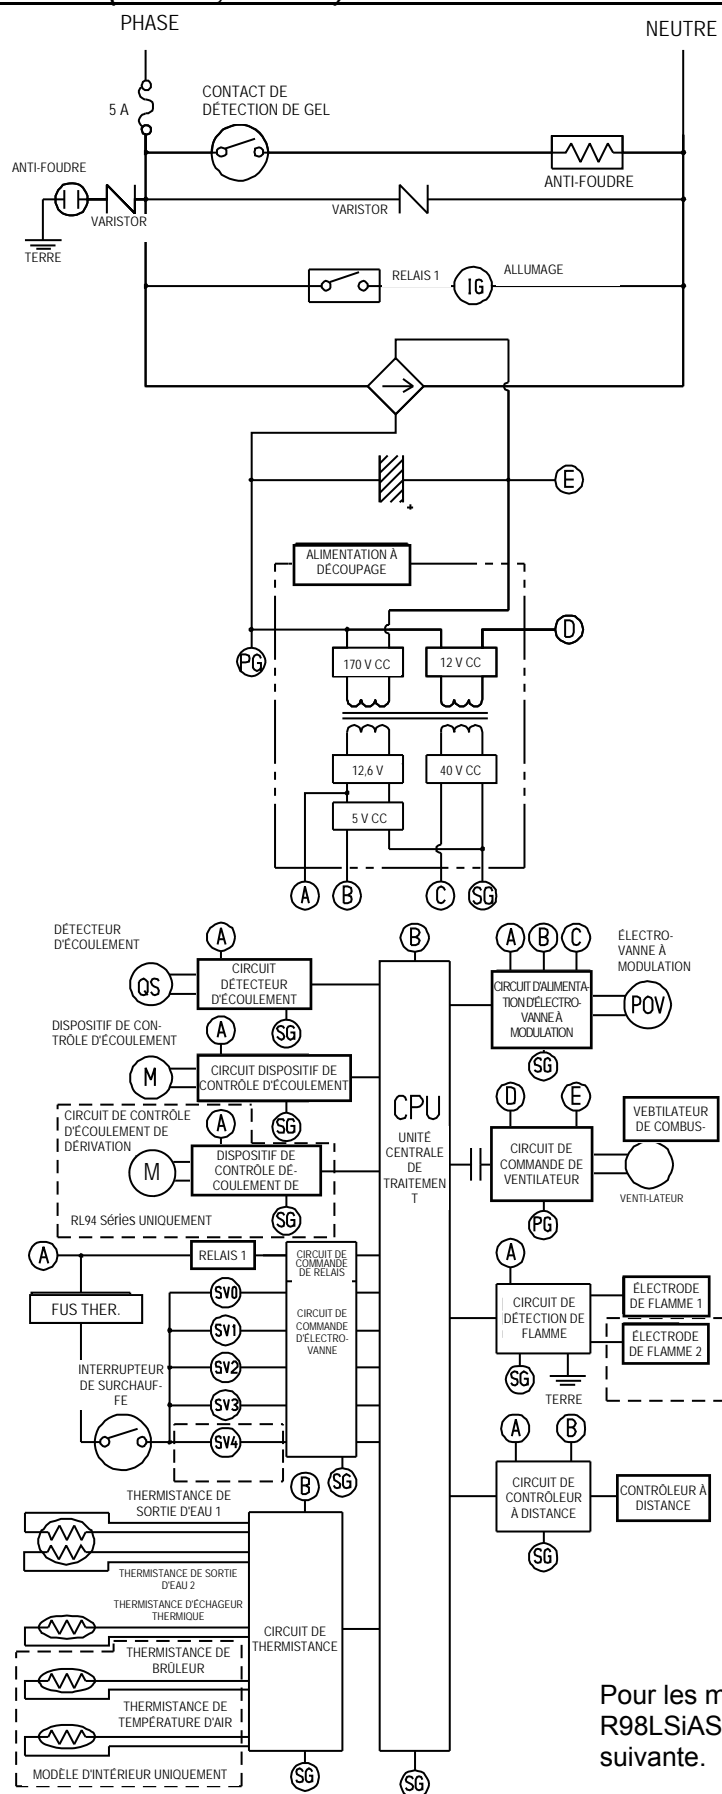 PHASE
NEUTRE
5 A
CONTACT DE
DÉTECTION DE GEL
ANTI-FOUDRE
ANTI-FOUDRE
VARISTOR
VARISTOR
TERRE
RELAIS 1
IG
ALLUMAGE
E
ALIMENTATION À
DÉCOUPAGE
D
PG
170 V CC
12 V CC
12,6 V
40 V CC
5 V CC
A
B
C
SG
DÉTECTEUR
D'ÉCOULEMENT
A
QS
CIRCUIT
DÉTECTEUR
D'ÉCOULEMENT
SG
DISPOSITIF DE CON-
TRÔLE D'ÉCOULEMENT
A
M
CIRCUIT DISPOSITIF DE
CONTRÔLE D'ÉCOULEMENT
SG
CIRCUIT DE CONTRÔLE
D'ÉCOULEMENT DE
DÉRIVATION
A
M
DISPOSITIF DE
CONTRÔLE DÉ-
COULEMENT DE
SG
RL94 Séries UNIQUEMENT
A
RELAIS 1
CIRCUIT DE
COMMANDE
DE RELAIS
FUS THER.
SV0
SV1
SV2
SV3
SV4
CIRCUIT DE
COMMANDE
D'ÉLECTRO-
VANNE
INTERRUPTEUR
DE SURCHAUF-
FE
SG
THERMISTANCE DE
SORTIE D'EAU 1
B
THERMISTANCE DE SORTIE
D'EAU 2
THERMISTANCE D'ÉCHAGEUR
THERMIQUE
CIRCUIT DE
THERMISTANCE
THERMISTANCE DE
BRÛLEUR
THERMISTANCE DE
TEMPÉRATURE D'AIR
MODÈLE D'INTÉRIEUR UNIQUEMENT
SG
B
CPU
UNITÉ
CENTRALE
DE
TRAITEMEN
T
SG
A
B
C
ÉLECTRO-
VANNE À
MODULATION
CIRCUIT D'ALIMENTA-
TION D'ÉLECTRO-
VANNE À
MODULATION
POV
SG
D
E
VEBTILATEUR
DE COMBUS-
CIRCUIT DE
COMMANDE DE
VENTILATEUR
VENTI-LATEUR
PG
A
CIRCUIT DE
DÉTECTION DE
FLAMME
ÉLECTRODE
DE FLAMME 1
ÉLECTRODE
DE FLAMME 2
SG
TERRE
A
B
CIRCUIT DE
CONTRÔLEUR
À DISTANCE
CONTRÔLEUR À
DISTANCE
SG
Pour les m
R98LSiAS
suivante.